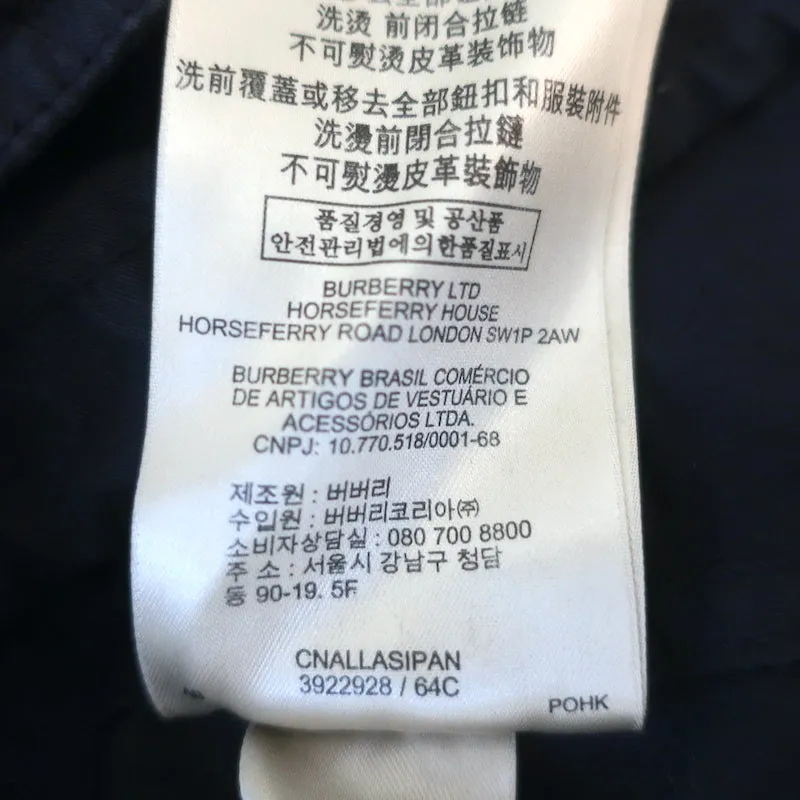 洗烫 前闭合拉链
不可熨烫皮革装饰物
洗前覆蓋或移去全部鈕扣和服裝附件
洗燙前閉合拉鏈
不可熨燙皮革裝飾物
품질경영 및 공산품
안전관리법에의한품질표시
BURBERRY LTD
HORSEFERRY HOUSE
HORSEFERRY ROAD LONDON SW1P 2AW
BURBERRY BRASIL COMÉRCIO
DE ARTIGOS DE VESTUÁRIO E
ACESSÓRIOS LTDA.
CNPJ: 10.770.518/0001-68
제조원 : 버버리
수입원 : 버버리코리아㈜
소비자상담실 : 080 700 8800
주 소 : 서울시 강남구 청담
동 90-19. 5F
CNALLASIPAN
3922928 / 64C
POHK